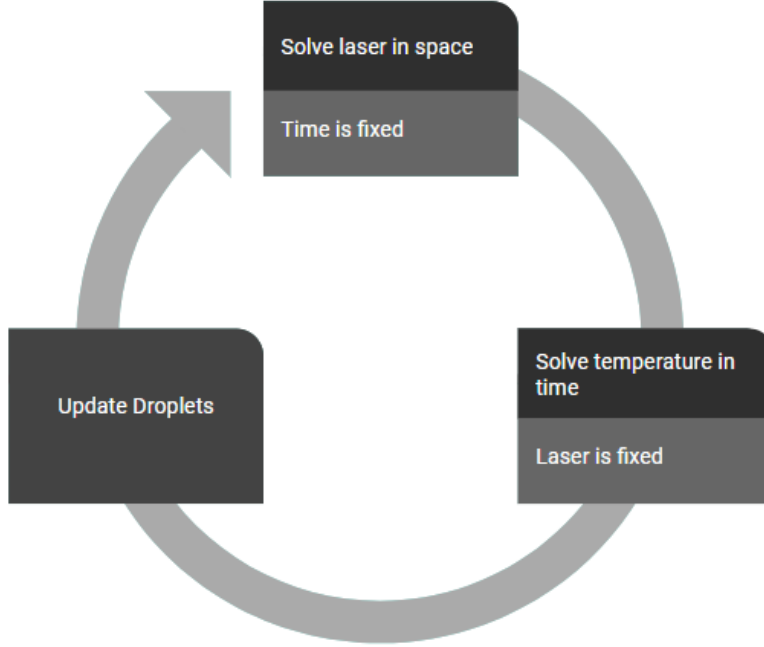 Solve laser in space
Time is fixed
Solve temperature in
time
Laser is fixed
Update Droplets